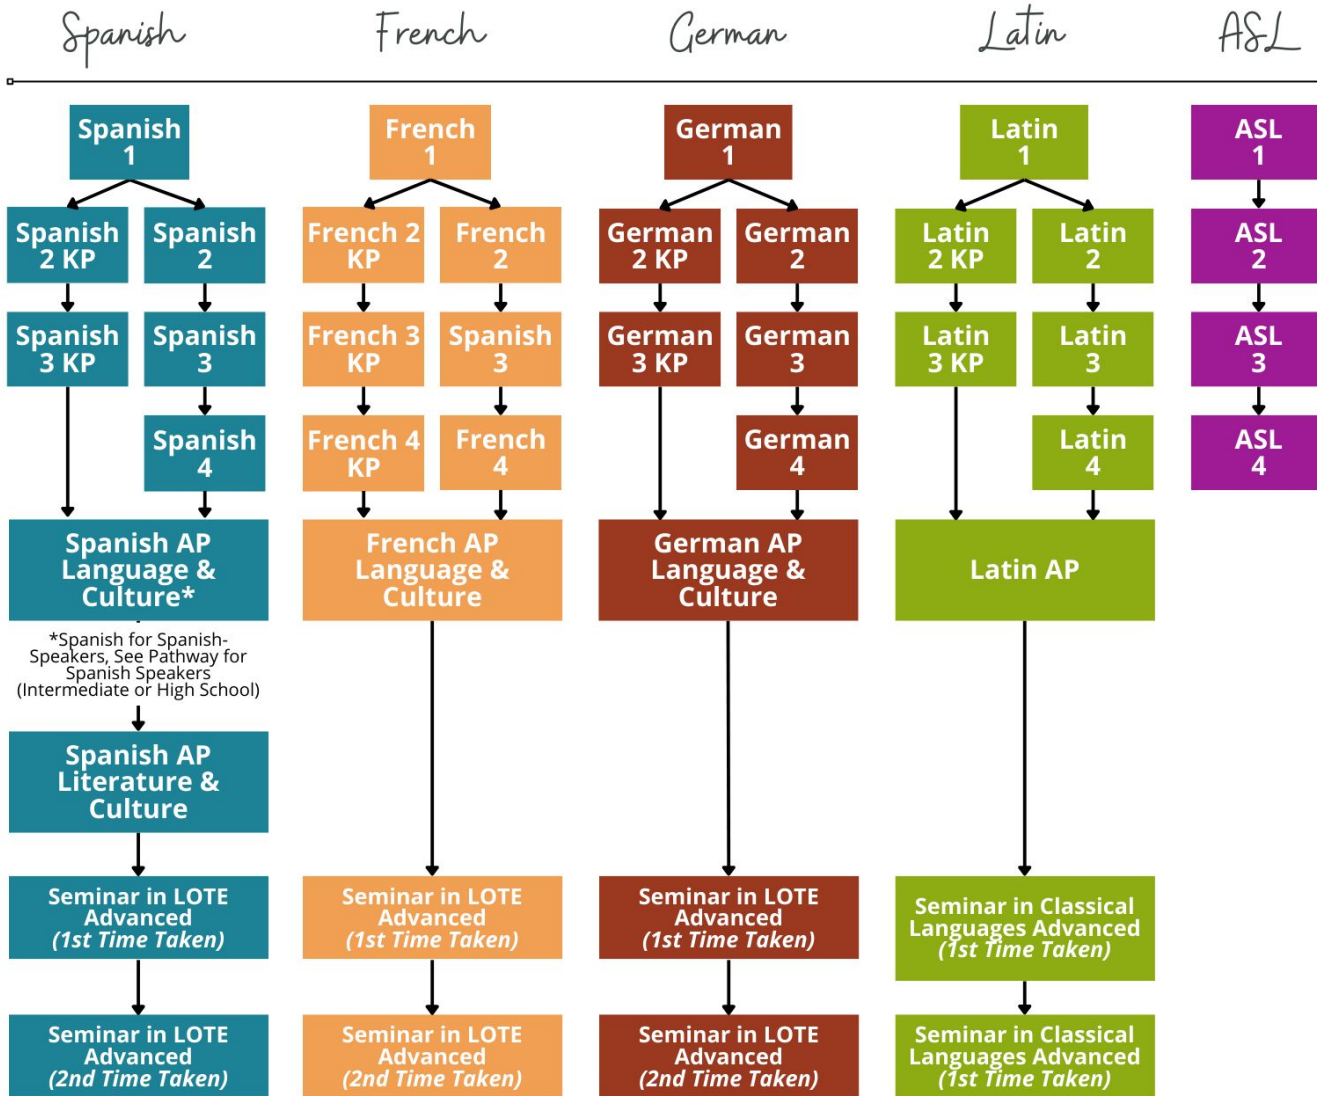 Spanish
French
German
Latin
ASL
Spanish
1
French
1
German
1
Latin
1
ASL
1
Spanish
2 KP
Spanish
2
French 2
KP
French
2
German
2 KP
German
2
Latin
2 KP
Latin
2
ASL
2
Spanish
3 KP
Spanish
3
French 3
KP
Spanish
3
German
3 KP
German
3
Latin
3 KP
Latin
3
ASL
3
Spanish
4
French 4
KP
French
4
German
4
Latin
4
ASL
4
Spanish AP
Language &
Culture*
French AP
Language &
Culture
German AP
Language &
Culture
Latin AP
*Spanish for Spanish-
Speakers, See Pathway for
Spanish Speakers
(Intermediate or High School)
Spanish AP
Literature &
Culture
Seminar in LOTE
Advanced
(1st Time Taken)
Seminar in LOTE
Advanced
(1st Time Taken)
Seminar in LOTE
Advanced
(1st Time Taken)
Seminar in Classical
Languages Advanced
(1st Time Taken)
Seminar in LOTE
Advanced
(2nd Time Taken)
Seminar in LOTE
Advanced
(2nd Time Taken)
Seminar in LOTE
Advanced
(2nd Time Taken)
Seminar in Classical
Languages Advanced
(1st Time Taken)